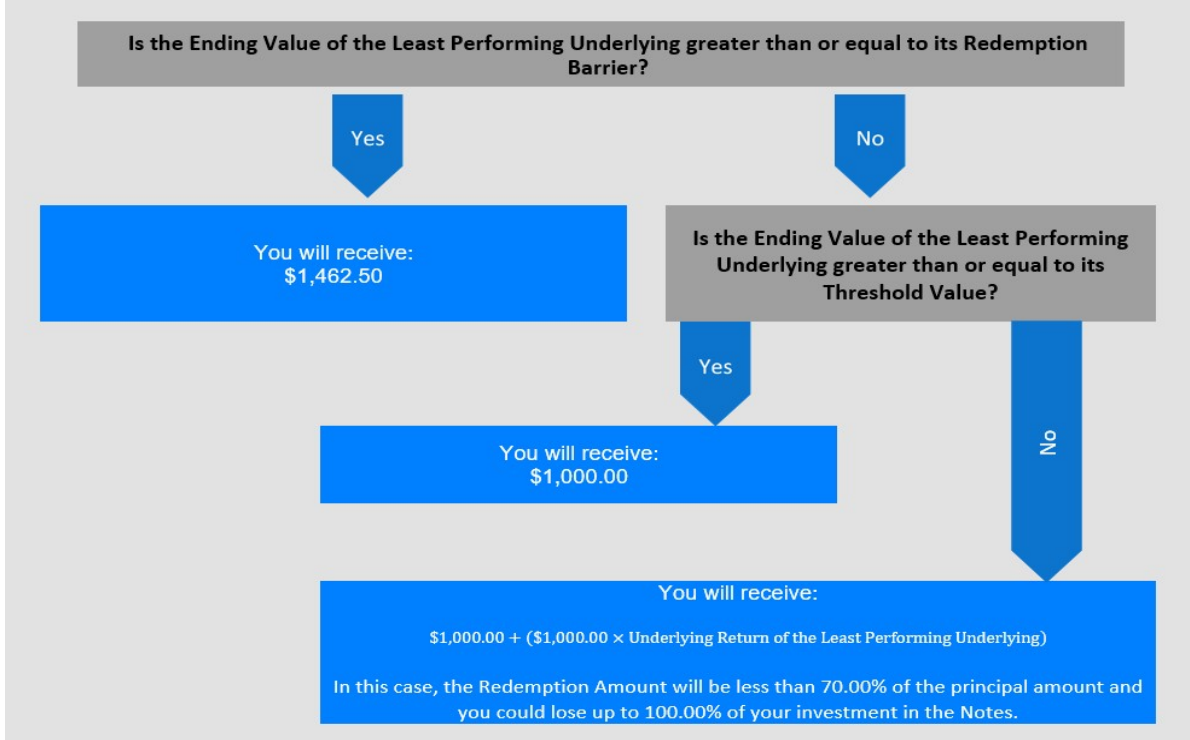 Is the Ending Value of the Least Performing Underlying greater than or equal to its Redemption
Barrier?
Yes
No
You will receive:
$1,462.50
Is the Ending Value of the Least Performing
Underlying greater than or equal to its
Threshold Value?
Yes
No
You will receive:
$1,000.00
You will receive:
$1,000.00 + ($1,000.00 × Underlying Return of the Least Performing Underlying)
In this case, the Redemption Amount will be less than 70.00% of the principal amount and
you could lose up to 100.00% of your investment in the Notes.